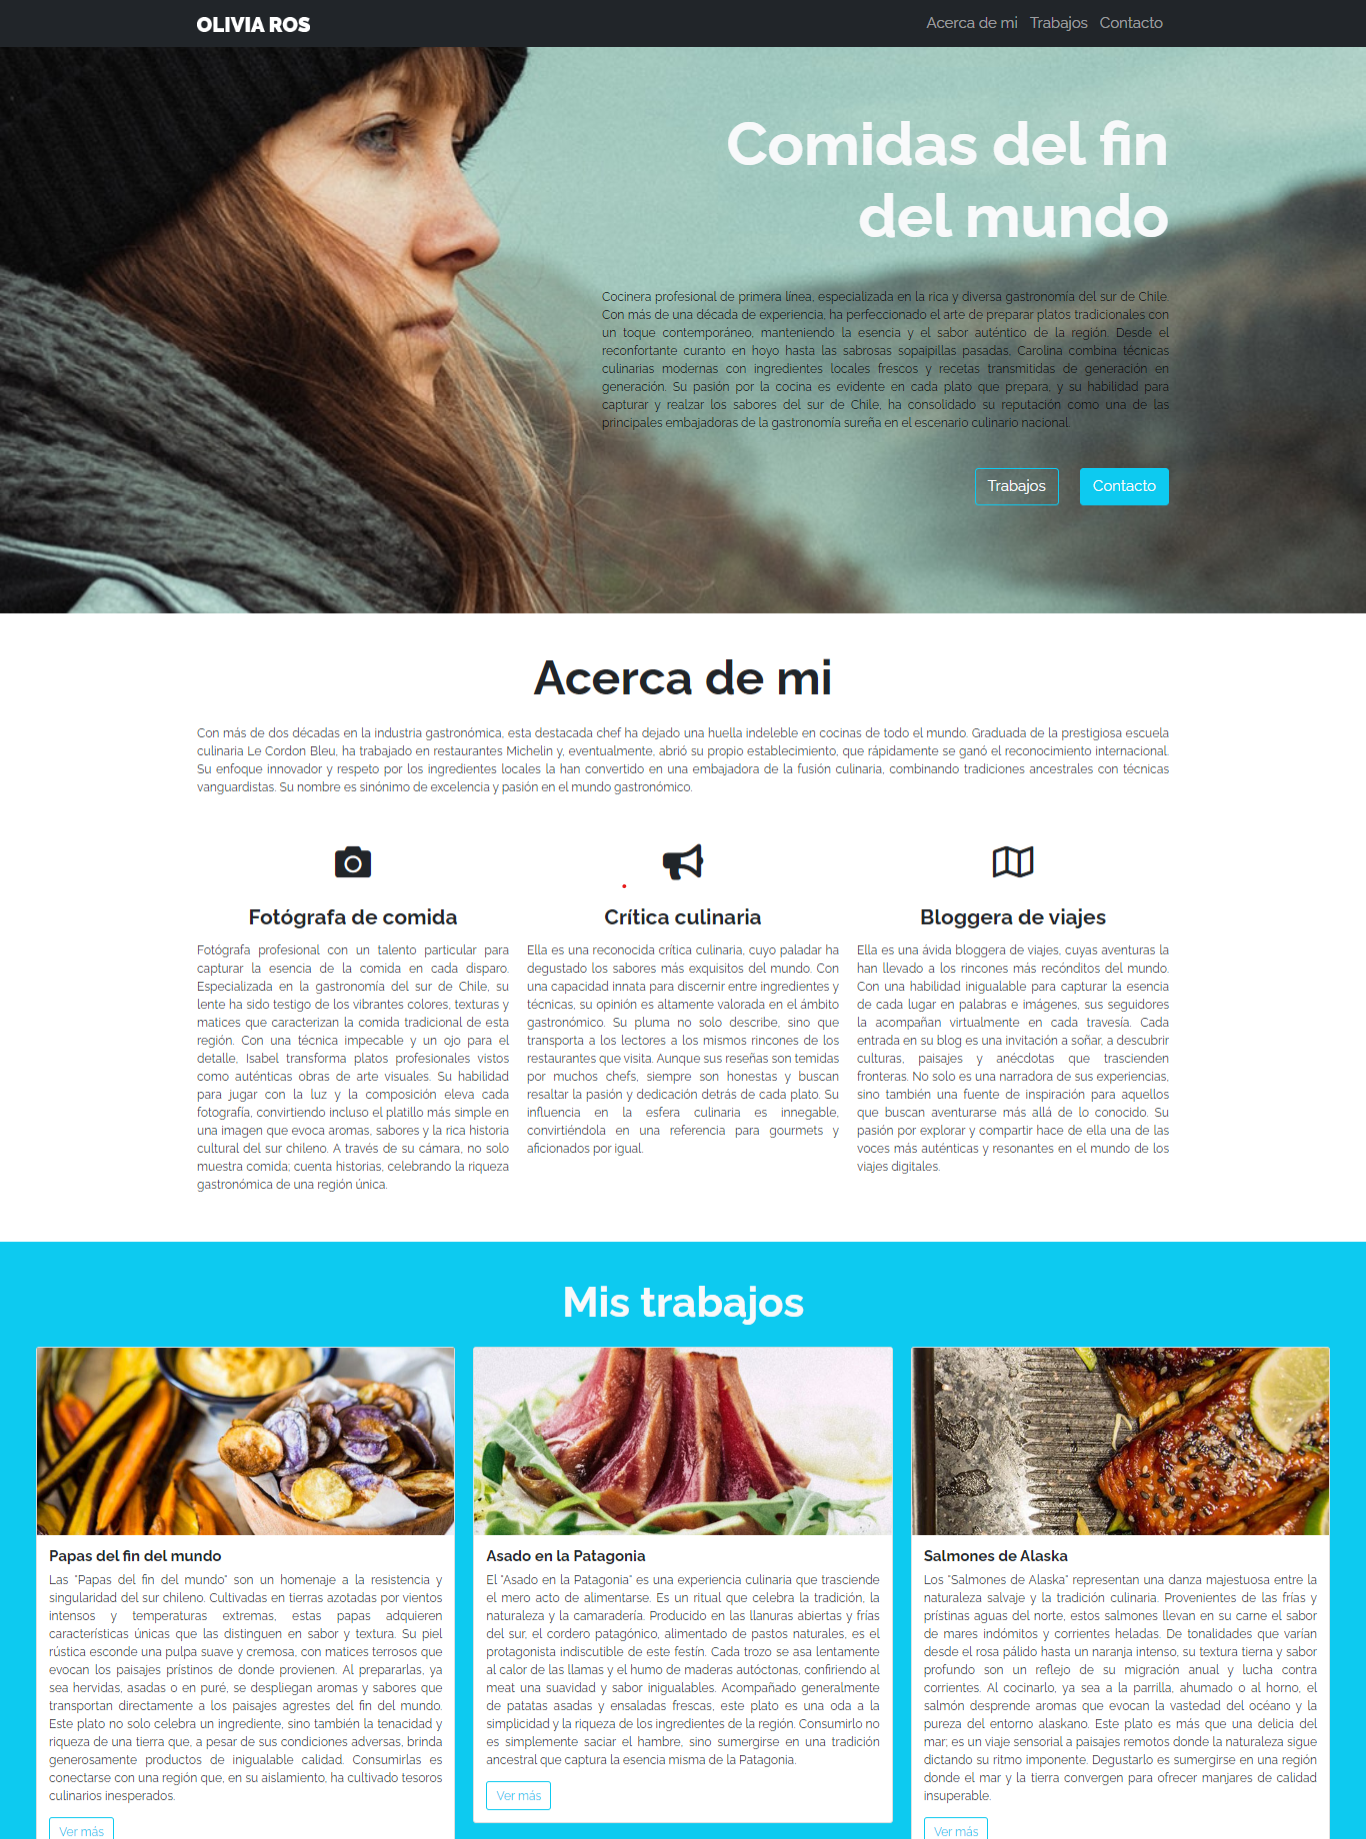 OLIVIA ROS
Acerca de mi Trabajos Contacto
Comidas del fin
del mundo
Cocinera profesional de primera línea, especializada en la rica y diversa gastronomía del sur de Chile.
Con más de una década de experiencia, ha perfeccionado el arte de preparar platos tradicionales con
un toque contemporáneo, manteniendo la esencia y el sabor auténtico de la región. Desde el
reconfortante curanto en hoyo hasta las sabrosas sopaipillas pasadas, Carolina combina técnicas
culinarias modernas con ingredientes locales frescos y recetas transmitidas de generación en
generación. Su pasión por la cocina es evidente en cada plato que prepara, y su habilidad para
capturar y realzar los sabores del sur de Chile, ha consolidado su reputación como una de las
principales embajadoras de la gastronomía sureña en el escenario culinario nacional.
Trabajos Contacto
Acerca de mi
Con más de dos décadas en la industria gastronómica, esta destacada chef ha dejado una huella indeleble en cocinas de todo el mundo. Graduada de la prestigiosa escuela
culinaria Le Cordon Bleu, ha trabajado en restaurantes Michelin y, eventualmente, abrió su propio establecimiento, que rápidamente se ganó el reconocimiento internacional.
Su enfoque innovador y respeto por los ingredientes locales la han convertido en una embajadora de la fusión culinaria, combinando tradiciones ancestrales con técnicas
vanguardistas. Su nombre es sinónimo de excelencia y pasión en el mundo gastronómico.
Fotógrafa de comida
Fotógrafa profesional con un talento particular para
capturar la esencia de la comida en cada disparo.
Especializada en la gastronomía del sur de Chile, su
lente ha sido testigo de los vibrantes colores, texturas y
matices que caracterizan la comida tradicional de esta
región. Con una técnica impecable y un ojo para el
detalle, Isabel transforma platos profesionales vistos
como auténticas obras de arte visuales. Su habilidad
para jugar con la luz y la composición eleva cada
fotografía, convirtiendo incluso el platillo más simple en
una imagen que evoca aromas, sabores y la rica historia
cultural del sur chileno. A través de su cámara, no solo
muestra comida; cuenta historias, celebrando la riqueza
gastronómica de una región única.
Crítica culinaria
Ella es una reconocida crítica culinaria, cuyo paladar ha
degustado los sabores más exquisitos del mundo. Con
una capacidad innata para discernir entre ingredientes y
técnicas, su opinión es altamente valorada en el ámbito
gastronómico. Su pluma no solo describe, sino que
transporta a los lectores a los mismos rincones de los
restaurantes que visita. Aunque sus reseñas son temidas
por muchos chefs, siempre son honestas y buscan
resaltar la pasión y dedicación detrás de cada plato. Su
influencia en la esfera culinaria es innegable,
convirtiéndola en una referencia para gourmets y
aficionados por igual.
Bloggera de viajes
Ella es una ávida bloggera de viajes, cuyas aventuras la
han llevado a los rincones más recónditos del mundo.
Con una habilidad inigualable para capturar la esencia
de cada lugar en palabras e imágenes, sus seguidores
la acompañan virtualmente en cada travesía. Cada
entrada en su blog es una invitación a soñar, a descubrir
culturas, paisajes y anécdotas que trascienden
fronteras. No solo es una narradora de sus experiencias,
sino también una fuente de inspiración para aquellos
que buscan aventurarse más allá de lo conocido. Su
pasión por explorar y compartir hace de ella una de las
voces más auténticas y resonantes en el mundo de los
viajes digitales.
Mis trabajos
Papas del fin del mundo
Las "Papas del fin del mundo" son un homenaje a la resistencia y
singularidad del sur chileno. Cultivadas en tierras azotadas por vientos
intensos y temperaturas extremas, estas papas adquieren
características únicas que las distinguen en sabor y textura. Su piel
rústica esconde una pulpa suave y cremosa, con matices terrosos que
evocan los paisajes prístinos de donde provienen. Al prepararlas, ya
sea hervidas, asadas o en puré, se despliegan aromas y sabores que
transportan directamente a los paisajes agrestes del fin del mundo.
Este plato no solo celebra un ingrediente, sino también la tenacidad y
riqueza de una tierra que, a pesar de sus condiciones adversas, brinda
generosamente productos de inigualable calidad. Consumirlas es
conectarse con una región que, en su aislamiento, ha cultivado tesoros
culinarios inesperados.
Ver más
Asado en la Patagonia
El "Asado en la Patagonia" es una experiencia culinaria que trasciende
el mero acto de alimentarse. Es un ritual que celebra la tradición, la
naturaleza y la camaradería. Producido en las llanuras abiertas y frías
del sur, el cordero patagónico, alimentado de pastos naturales, es el
protagonista indiscutible de este festín. Cada trozo se asa lentamente
al calor de las llamas y el humo de maderas autóctonas, confiriendo al
meat una suavidad y sabor inigualables. Acompañado generalmente
de patatas asadas y ensaladas frescas, este plato es una oda a la
simplicidad y la riqueza de los ingredientes de la región. Consumirlo no
es simplemente saciar el hambre, sino sumergirse en una tradición
ancestral que captura la esencia misma de la Patagonia.
Ver más
Salmones de Alaska
Los "Salmones de Alaska" representan una danza majestuosa entre la
naturaleza salvaje y la tradición culinaria. Provenientes de las frías y
prístinas aguas del norte, estos salmones llevan en su carne el sabor
de mares indómitos y corrientes heladas. De tonalidades que varían
desde el rosa pálido hasta un naranja intenso, su textura tierna y sabor
profundo son un reflejo de su migración anual y lucha contra
corrientes. Al cocinarlo, ya sea a la parrilla, ahumado o al horno, el
salmón desprende aromas que evocan la vastedad del océano y la
pureza del entorno alaskano. Este plato es más que una delicia del
mar; es un viaje sensorial a paisajes remotos donde la naturaleza sigue
dictando su ritmo imponente. Degustarlo es sumergirse en una región
donde el mar y la tierra convergen para ofrecer manjares de calidad
insuperable.
Ver más